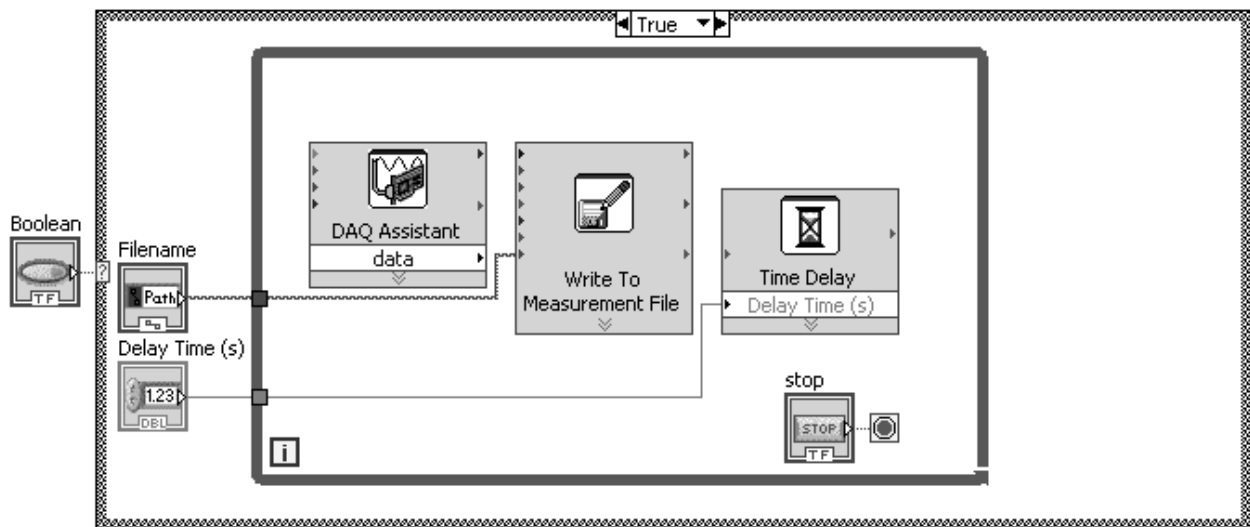 True
Boolean
TF
?
Filename
Path
Delay Time (s)
1.23
DBL
DAQ Assistant
data
Write To
Measurement File
Time Delay
Delay Time (s)
stop
STOP
TF
i